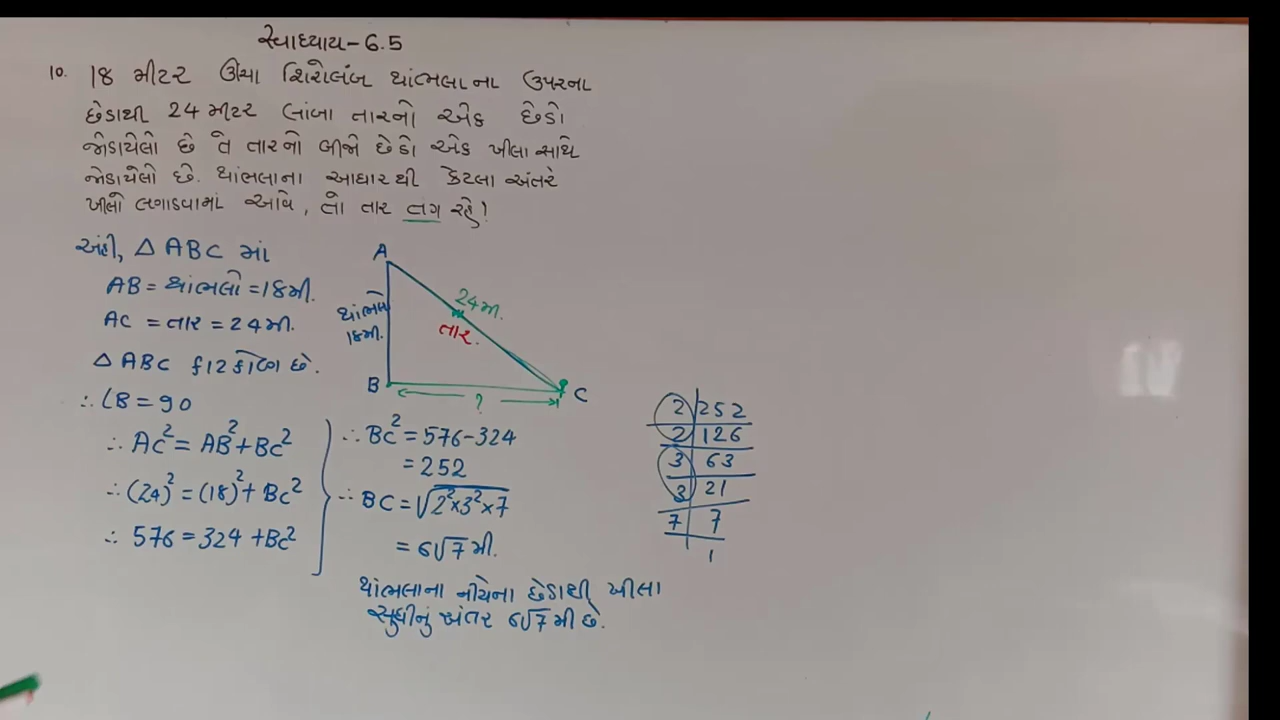 સ્વાધ્યાય-6.5
10. 18 મીટર ઊંચા શિરોલંબ થાંભલાના ઉપરના
છેડાથી 24 મીટર લાંબા તારનો એક છેડો
જોડાયેલો છે તે તારનો બીજો છેડો એક ખીલા સાથે
જોડાયેલો છે. થાંભલાના આધારથી કેટલા અંતરે
ખીલો લગાડવામાં આવે, તો તાર તંગ રહે!
અહીં, △ ABC માં
AB = થાંભલો = 18મી.
AC = તાર = 24મી.
△ ABC કાટકોણ છે.
∴ ∠B = 90
∴ AC² = AB² + BC²
∴ (24)² = (18)² + BC²
∴ 576 = 324 + BC²
A
થાંભલો
18મી.
24મી.
તાર.
B
?
C
∴ BC² = 576 - 324
= 252
∴ BC = √2²×3²×7
= 6√7 મી.
થાંભલાના નીચેના છેડાથી ખીલા
સુધીનું અંતર 6√7 મી છે.
2 252
2 126
3 63
3 21
7 7
1